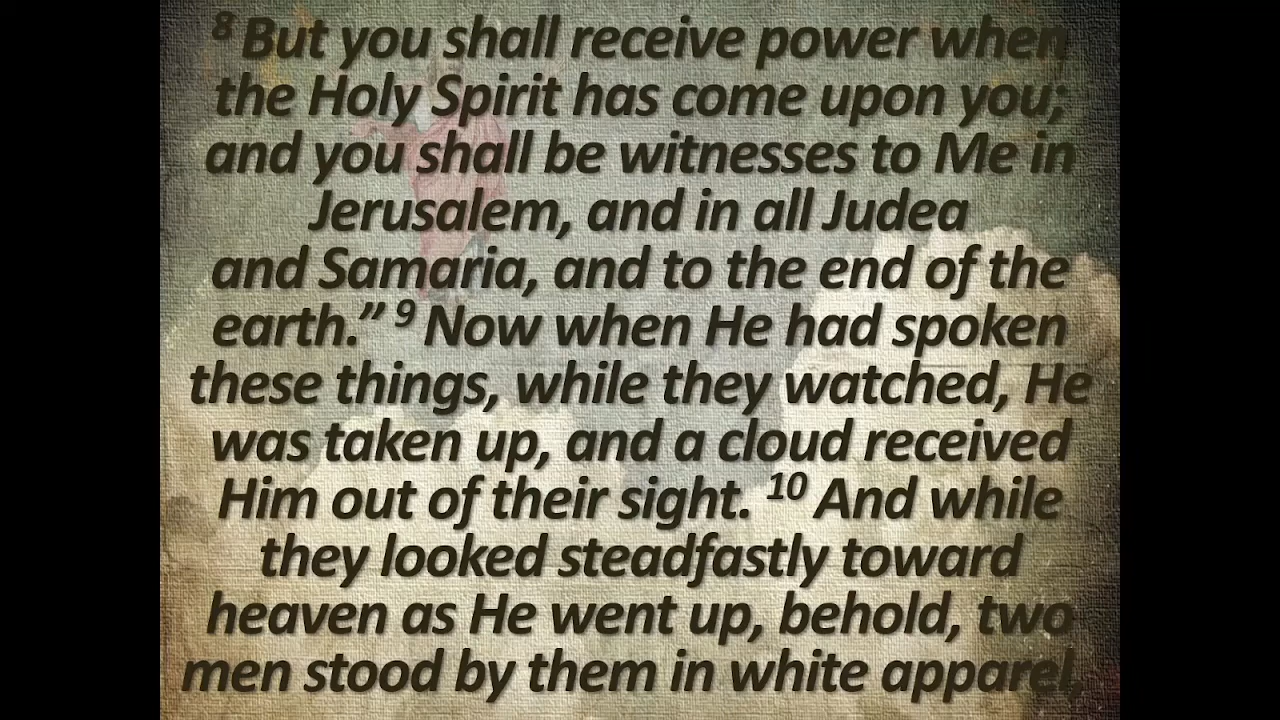 8 But you shall receive power when
the Holy Spirit has come upon you;
and you shall be witnesses to Me in
Jerusalem, and in all Judea
and Samaria, and to the end of the
earth.” 9 Now when He had spoken
these things, while they watched, He
was taken up, and a cloud received
Him out of their sight. 10 And while
they looked steadfastly toward
heaven as He went up, behold, two
men stood by them in white apparel,